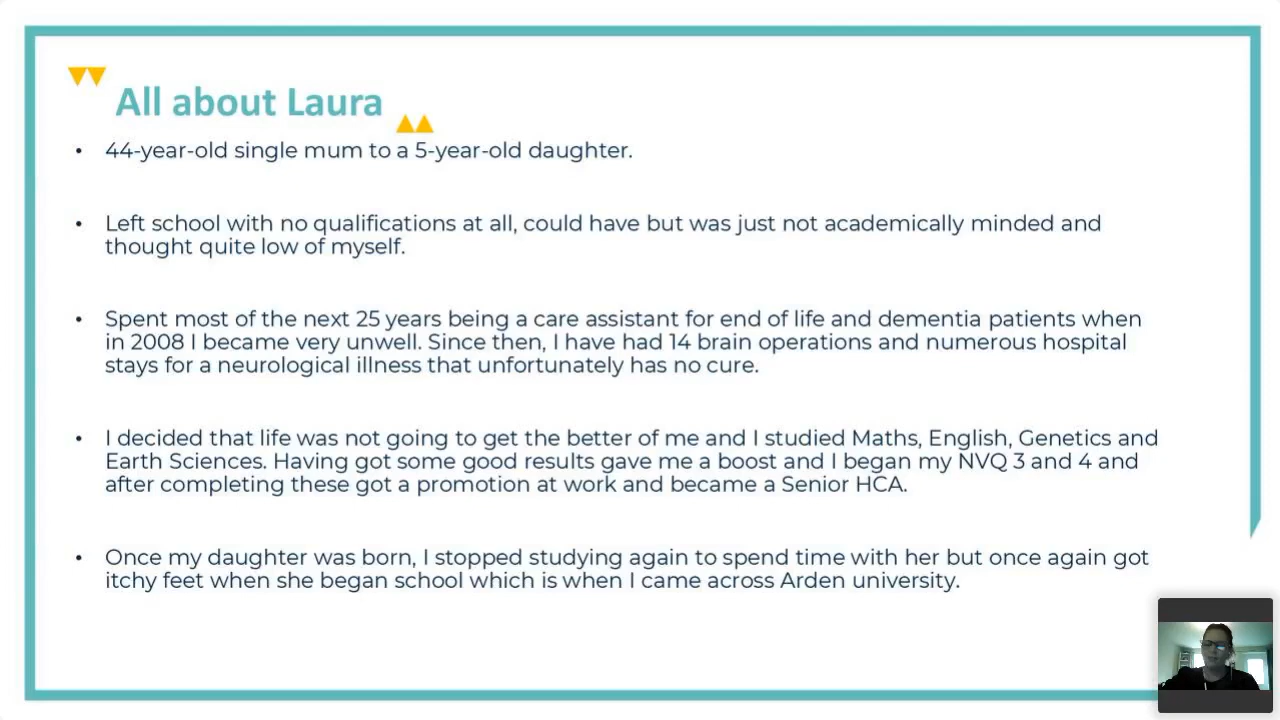 All about Laura
• 44-year-old single mum to a 5-year-old daughter.
• Left school with no qualifications at all, could have but was just not academically minded and
thought quite low of myself.
• Spent most of the next 25 years being a care assistant for end of life and dementia patients when
in 2008 I became very unwell. Since then, I have had 14 brain operations and numerous hospital
stays for a neurological illness that unfortunately has no cure.
• I decided that life was not going to get the better of me and I studied Maths, English, Genetics and
Earth Sciences. Having got some good results gave me a boost and I began my NVQ 3 and 4 and
after completing these got a promotion at work and became a Senior HCA.
• Once my daughter was born, I stopped studying again to spend time with her but once again got
itchy feet when she began school which is when I came across Arden university.